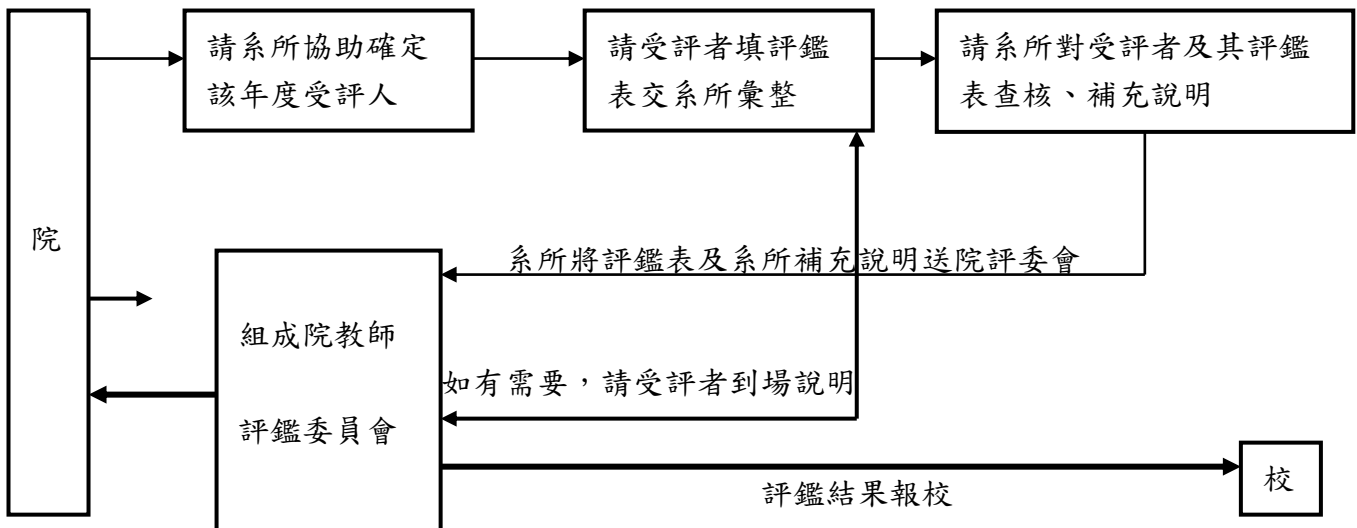 請系所協助確定
該年度受評人
請受評者填評鑑
表交系所彙整
請系所對受評者及其評鑑
表查核、補充說明
院
系所將評鑑表及系所補充說明送院評委會
組成院教師
評鑑委員會
如有需要，請受評者到場說明
評鑑結果報校
校